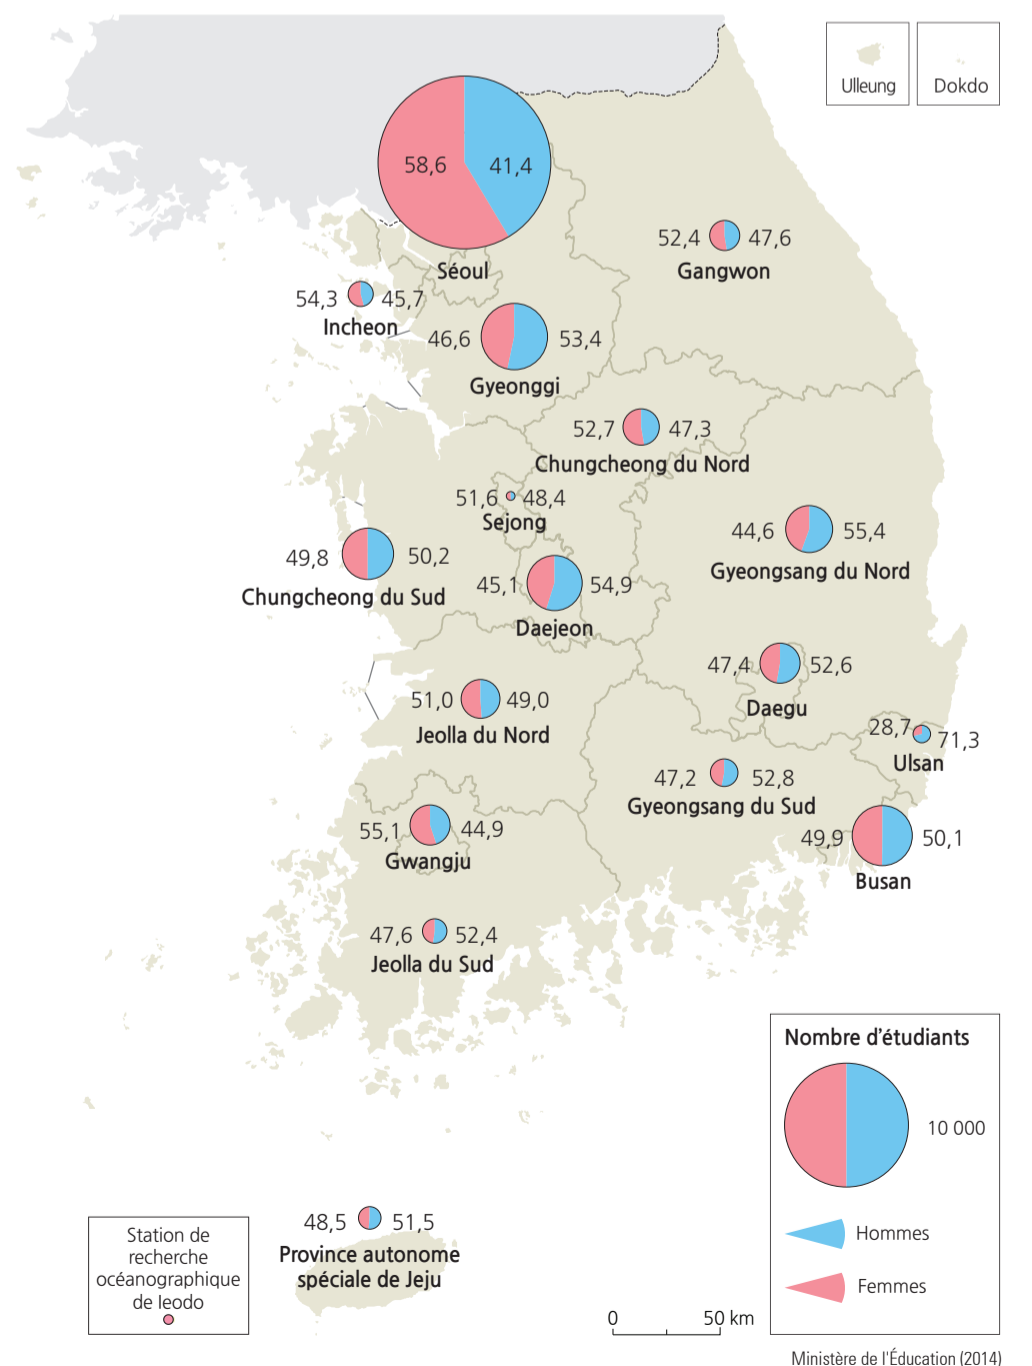 Ulleung
Dokdo
58,6 41,4
Séoul
52,4 47,6
Gangwon
54,3 45,7
Incheon
46,6 53,4
Gyeonggi
52,7 47,3
Chungcheong du Nord
51,6 48,4
Sejong
44,6 55,4
Gyeongsang du Nord
49,8 50,2
Chungcheong du Sud
45,1 54,9
Daejeon
47,4 52,6
Daegu
51,0 49,0
Jeolla du Nord
28,7 71,3
Ulsan
47,2 52,8
Gyeongsang du Sud
55,1 44,9
Gwangju
49,9 50,1
Busan
47,6 52,4
Jeolla du Sud
48,5 51,5
Province autonome
spéciale de Jeju
Station de
recherche
océanographique
de Ieodo
0 50 km
Nombre d'étudiants
10 000
Hommes
Femmes
Ministère de l'Éducation (2014)